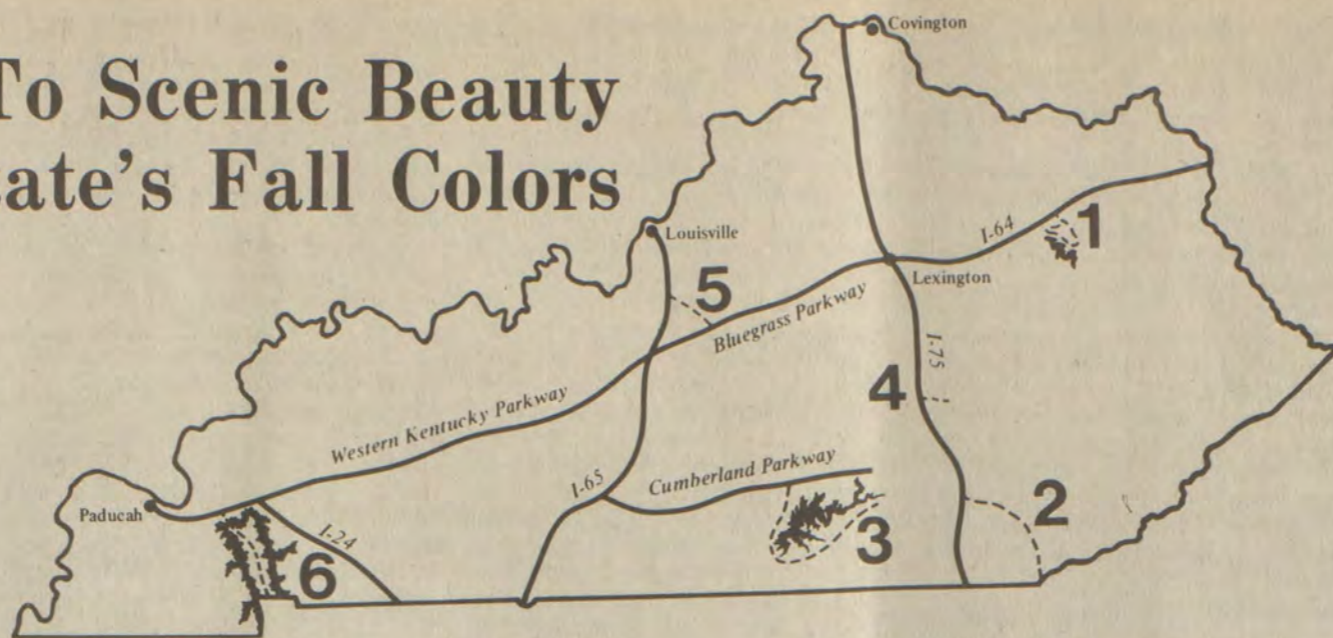 To Scenic Beauty
tate's Fall Colors
Covington
Louisville
I-64
1
Lexington
5
Bluegrass Parkway
I-75
4
Western Kentucky Parkway
I-65
Cumberland Parkway
2
Paducah
I-24
3
6